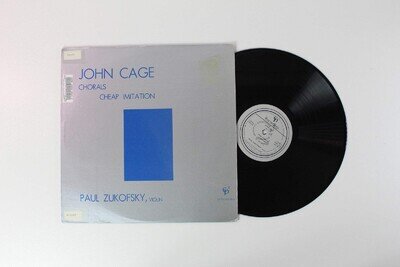 JOHN CAGE
CHORALS
CHEAP IMITATION
PAUL ZUKOFSKY, VIOLIN